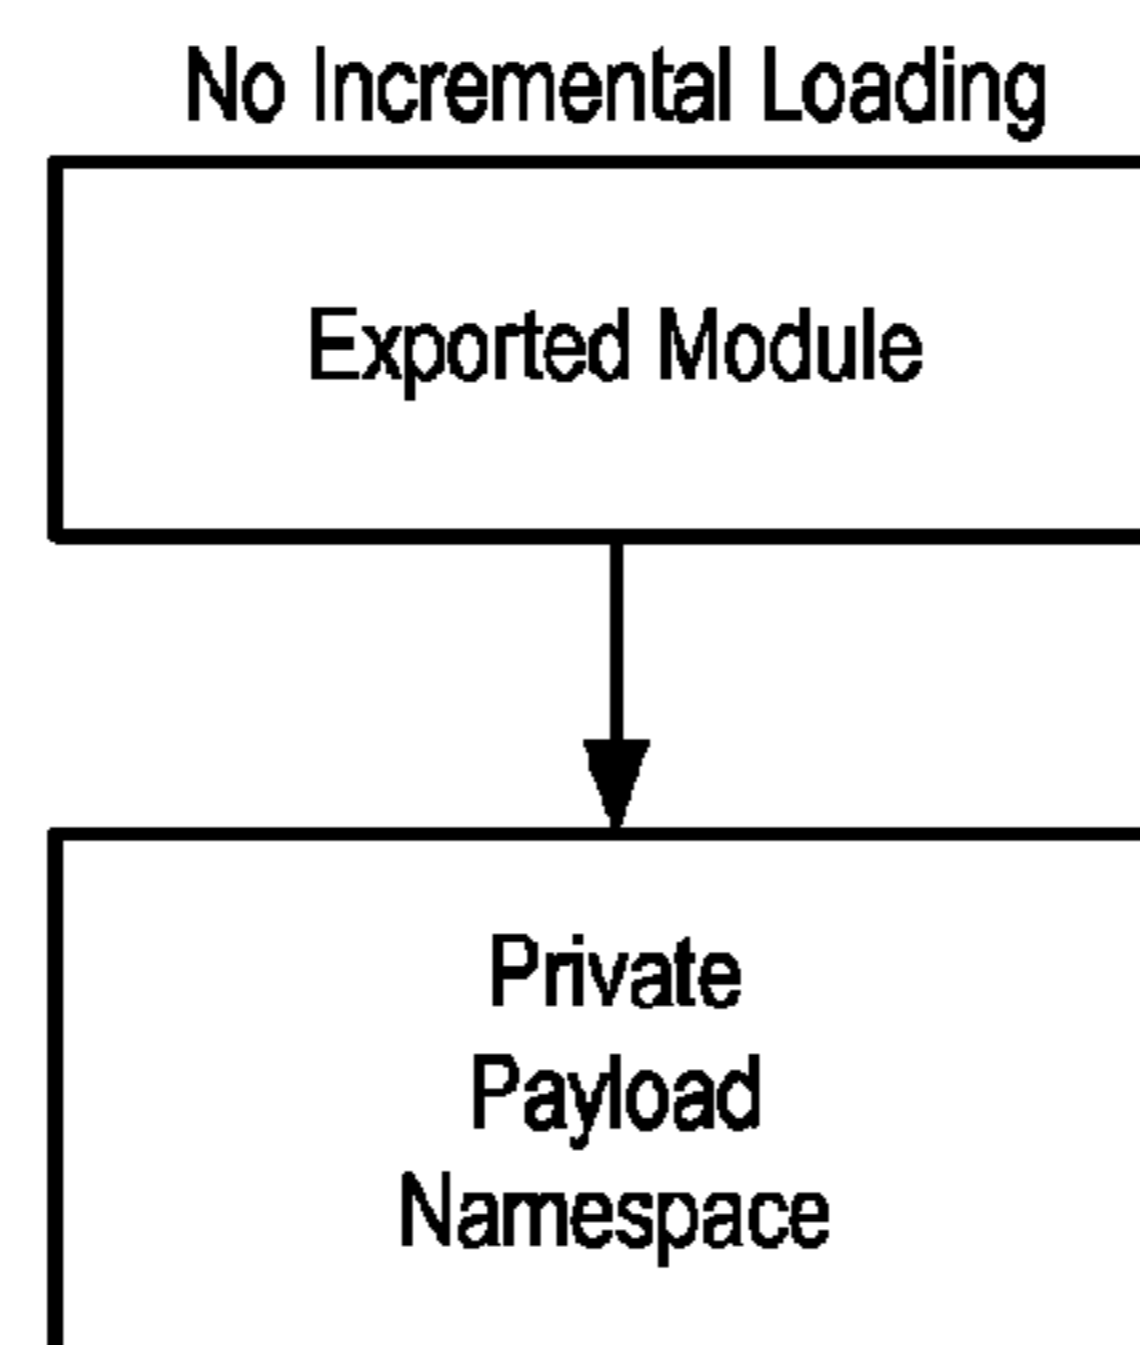 No Incremental Loading
Exported Module
Private
Payload
Namespace